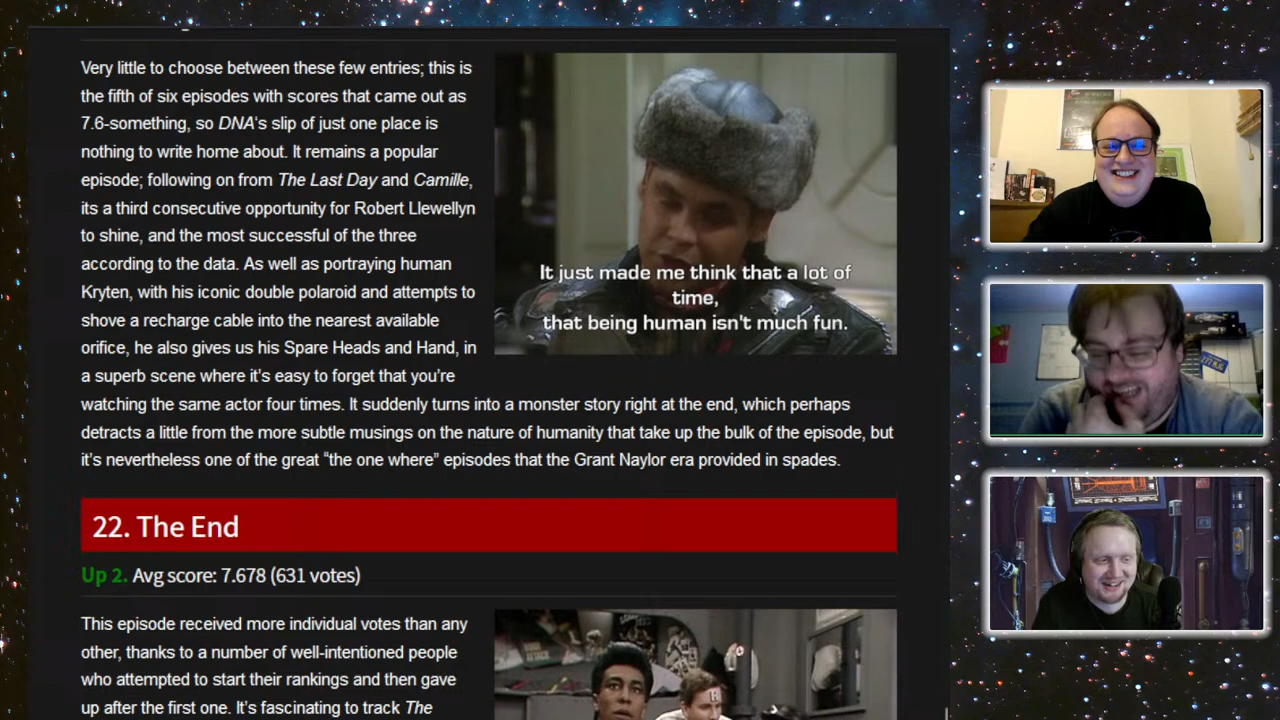 Very little to choose between these few entries; this is
the fifth of six episodes with scores that came out as
7.6-something, so DNA‘s slip of just one place is
nothing to write home about. It remains a popular
episode; following on from The Last Day and Camille,
its a third consecutive opportunity for Robert Llewellyn
to shine, and the most successful of the three
according to the data. As well as portraying human
Kryten, with his iconic double polaroid and attempts to
shove a recharge cable into the nearest available
orifice, he also gives us his Spare Heads and Hand, in
a superb scene where it’s easy to forget that you’re
watching the same actor four times. It suddenly turns into a monster story right at the end, which perhaps
detracts a little from the more subtle musings on the nature of humanity that take up the bulk of the episode, but
it’s nevertheless one of the great “the one where” episodes that the Grant Naylor era provided in spades.
It just made me think that a lot of
time,
that being human isn't much fun.
22. The End
Up 2. Avg score: 7.678 (631 votes)
This episode received more individual votes than any
other, thanks to a number of well-intentioned people
who attempted to start their rankings and then gave
up after the first one. It’s fascinating to track The